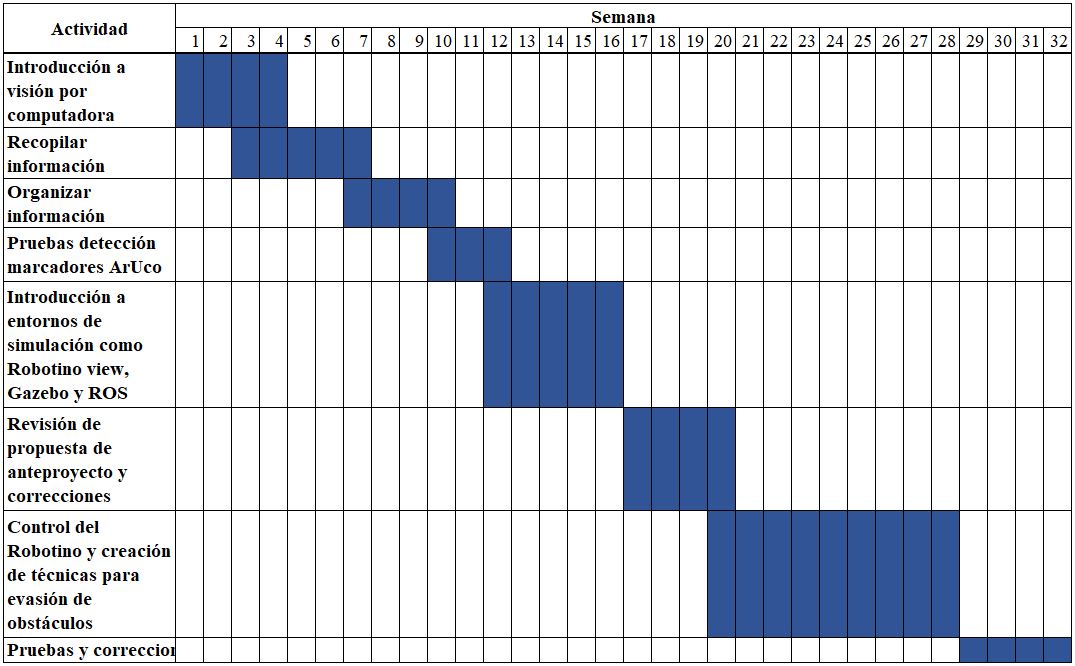 Actividad
Semana
1 2 3 4 5 6 7 8 9 10 11 12 13 14 15 16 17 18 19 20 21 22 23 24 25 26 27 28 29 30 31 32
Introducción a
visión por
computadora
Recopilar
información
Organizar
información
Pruebas detección
marcadores ArUco
Introducción a
entornos de
simulación como
Robotino view,
Gazebo y ROS
Revisión de
propuesta de
anteproyecto y
correcciones
Control del
Robotino y creación
de técnicas para
evasión de
obstáculos
Pruebas y correccion